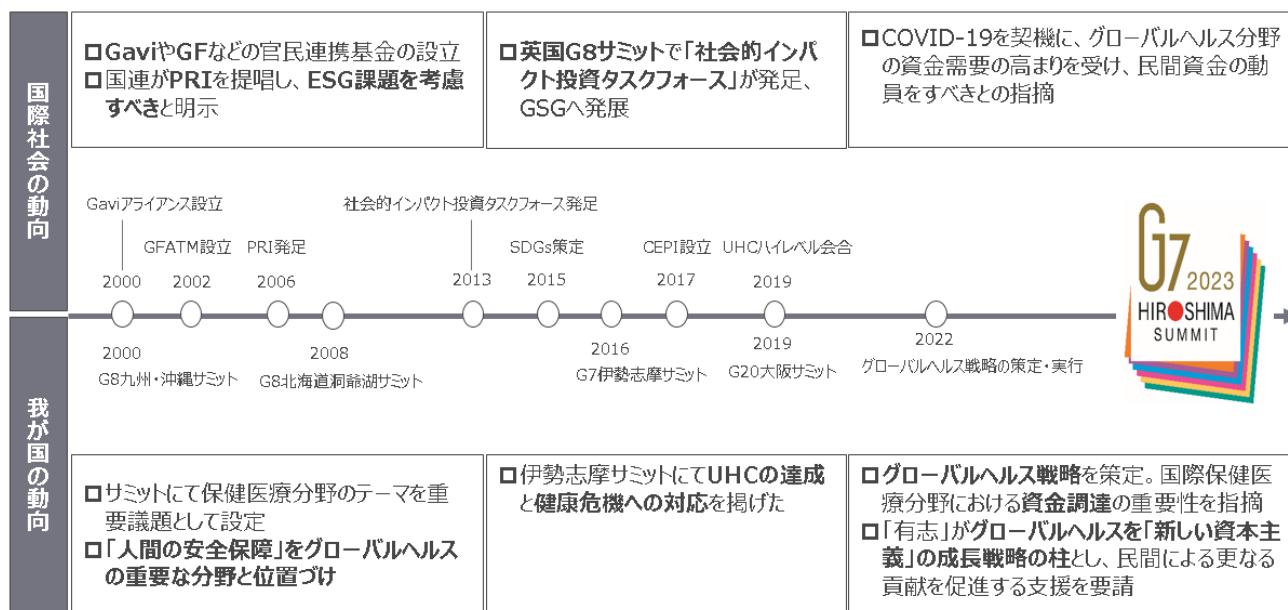 国際社会の動向
□GaviやGFなどの官民連携基金の設立
□国連がPRIを提唱し、ESG課題を考慮
すべきと明示
□英国G8サミットで「社会的インパ
クト投資タスクフォース」が発足、
GSGへ発展
□COVID-19を契機に、グローバルヘルス分野
の資金需要の高まりを受け、民間資金の動
員をすべきとの指摘
Gaviアライアンス設立
社会的インパクト投資タスクフォース発足
GFATM設立
PRI発足
SDGs策定
CEPI設立
UHCハイレベル会合
2000
2002
2006
2013
2015
2017
2019
G7 2023
HIROSHIMA
SUMMIT
2000
2008
2016
2019
2022
G8九州・沖縄サミット
G8北海道洞爺湖サミット
G7伊勢志摩サミット
G20大阪サミット
グローバルヘルス戦略の策定・実行
我が国の動向
□サミットにて保健医療分野のテーマを重
要議題として設定
□「人間の安全保障」をグローバルヘルス
の重要な分野と位置づけ
□伊勢志摩サミットにてUHCの達成
と健康危機への対応を掲げた
□グローバルヘルス戦略を策定。国際保健医
療分野における資金調達の重要性を指摘
□「有志」がグローバルヘルスを「新しい資本主
義」の成長戦略の柱とし、民間による更なる
貢献を促進する支援を要請